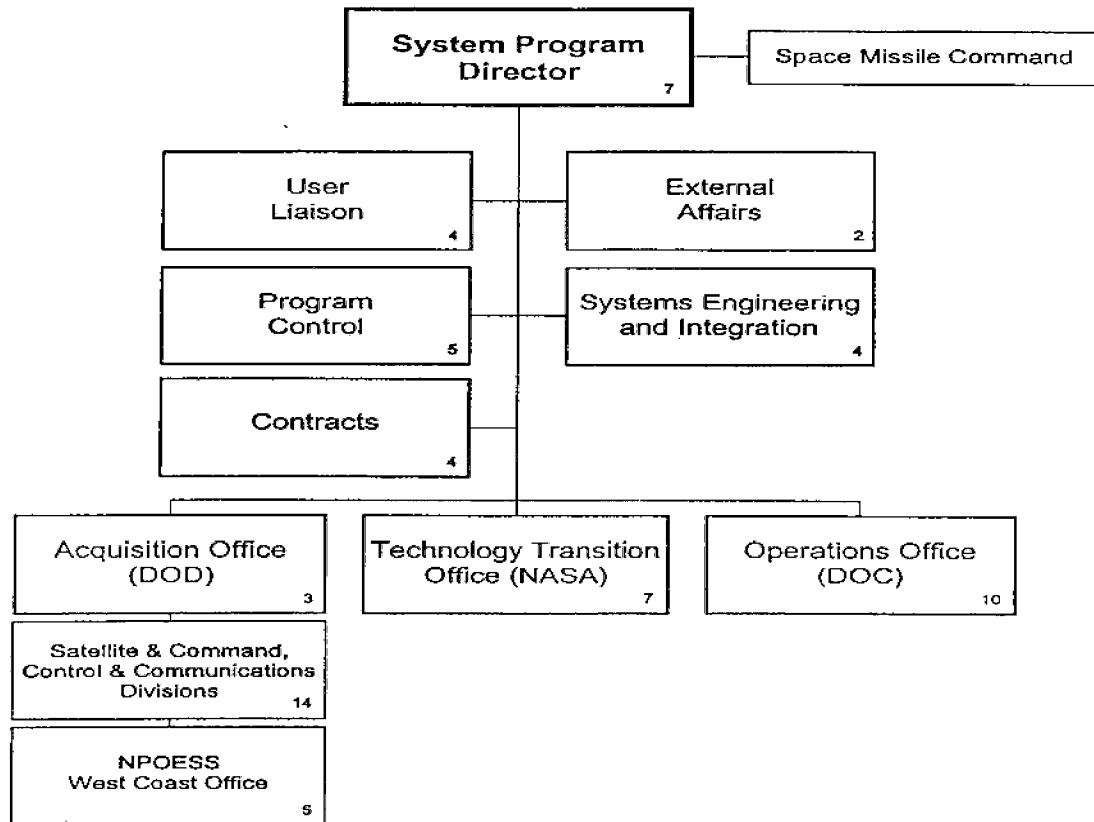 System Program
Director
7
Space Missile Command
User
Liaison
4
External
Affairs
2
Program
Control
5
Systems Engineering
and Integration
4
Contracts
4
Acquisition Office
(DOD)
3
Technology Transition
Office (NASA)
7
Operations Office
(DOC)
10
Satellite & Command,
Control & Communications
Divisions
14
NPOESS
West Coast Office
5